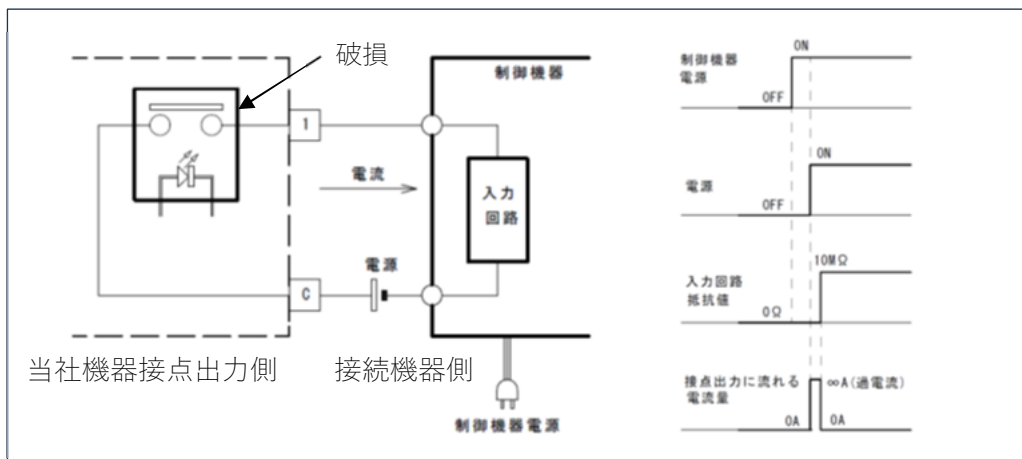 破損
制御機器
1
電流
入力
回路
電源
C
当社機器接点出力側
接続機器側
制御機器電源
制御機器
電源
ON
OFF
電源
ON
OFF
入力回路
抵抗値
10MΩ
0Ω
接点出力に流れる
電流量
∞A(過電流)
0A
0A